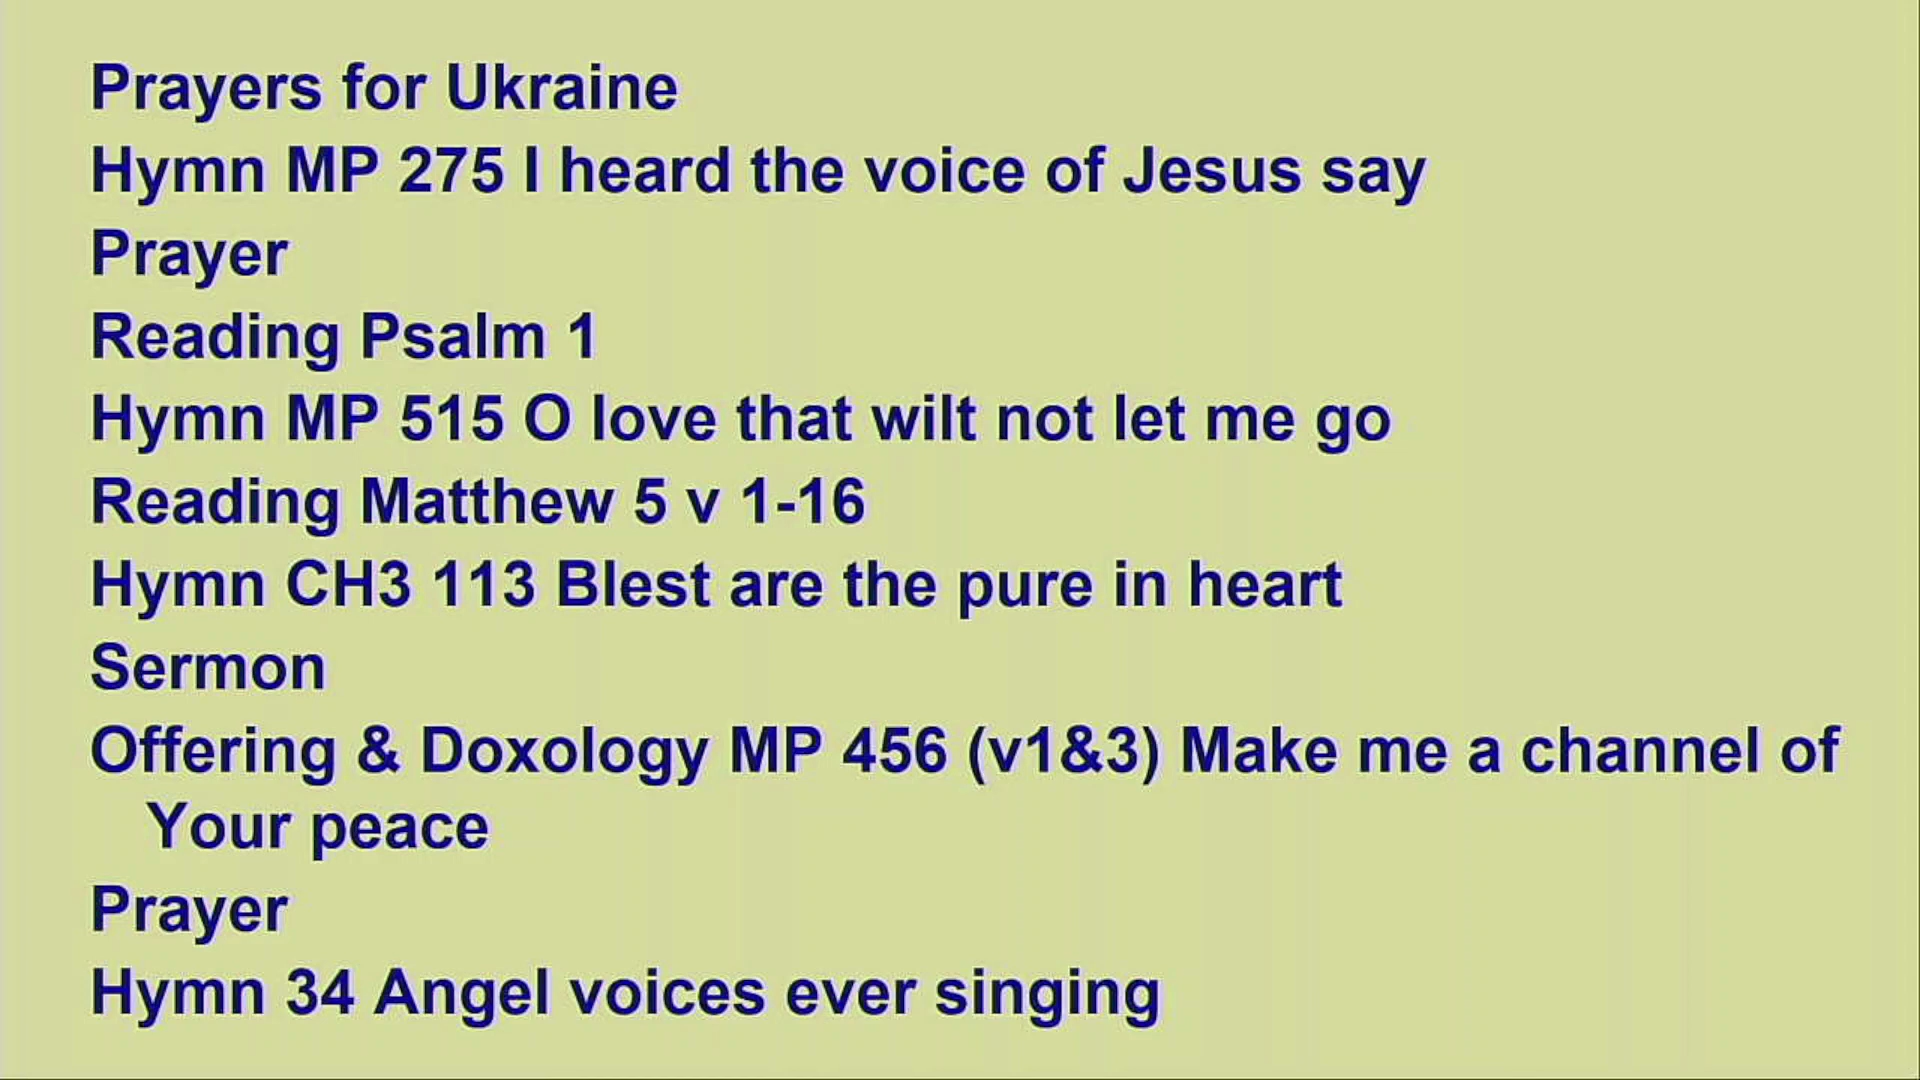 Prayers for Ukraine
Hymn MP 275 I heard the voice of Jesus say
Prayer
Reading Psalm 1
Hymn MP 515 O love that wilt not let me go
Reading Matthew 5 v 1-16
Hymn CH3 113 Blest are the pure in heart
Sermon
Offering & Doxology MP 456 (v1&3) Make me a channel of
Your peace
Prayer
Hymn 34 Angel voices ever singing